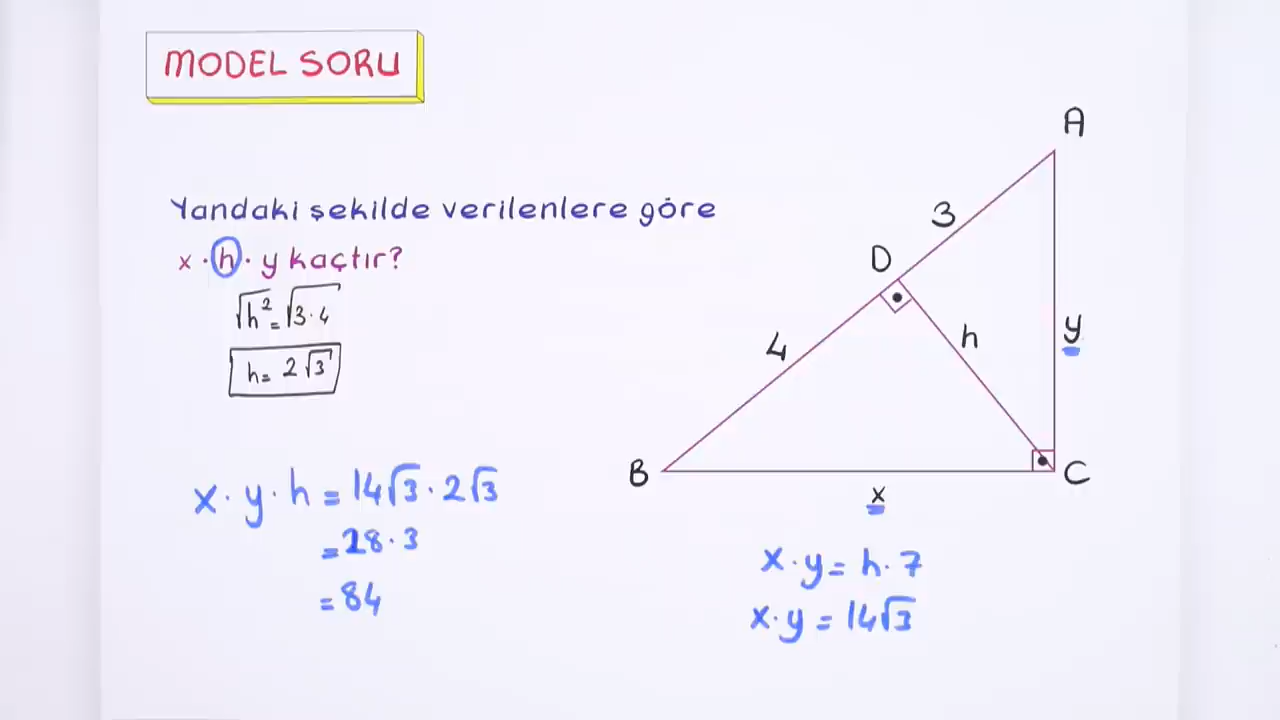 MODEL SORU
Yandaki şekilde verilenlere göre
x · h · y kaçtır?
√h² = √3·4
h = 2√3
x · y · h = 14√3 · 2√3
= 28 · 3
= 84
A
3
D
4
h
y
B
C
x
x · y = h · 7
x · y = 14√3